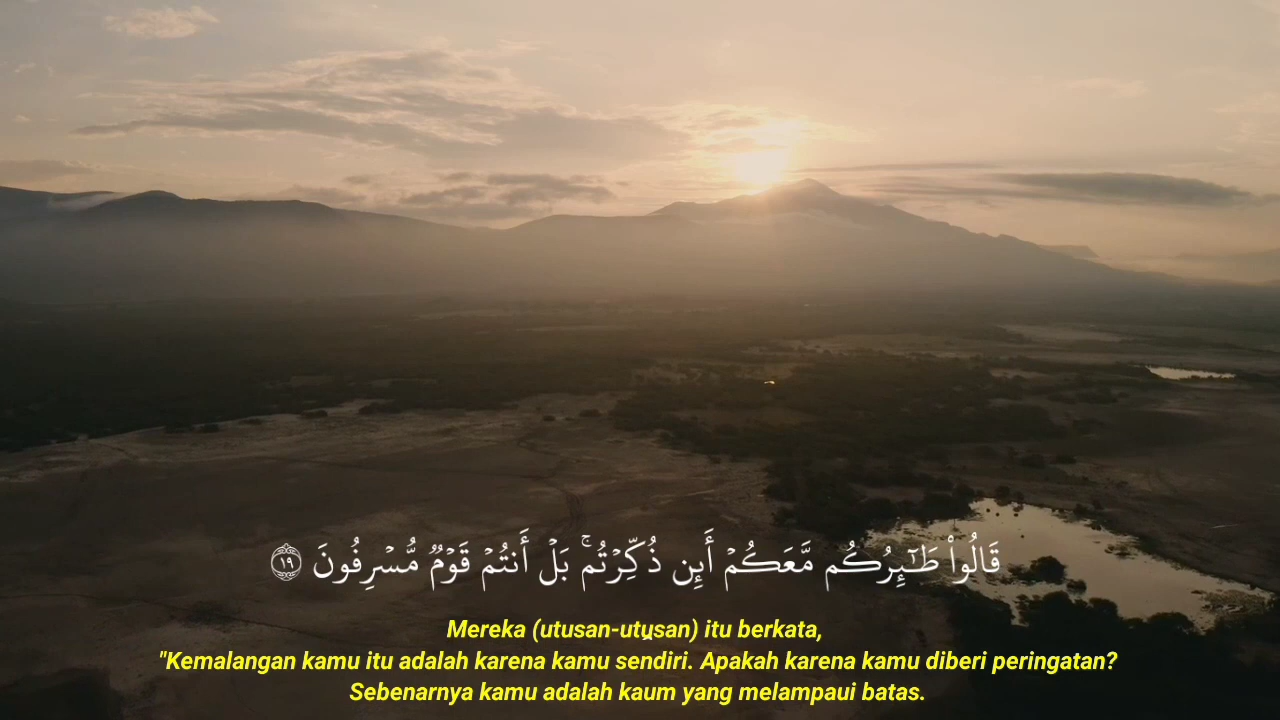 قَالُوا۟ طَـٰٓئِرُكُم مَّعَكُمْ أَئِن ذُكِّرْتُم ۚ بَلْ أَنتُمْ قَوْمٌ مُّسْرِفُونَ ١٩
Mereka (utusan-utusan) itu berkata,
"Kemalangan kamu itu adalah karena kamu sendiri. Apakah karena kamu diberi peringatan?
Sebenarnya kamu adalah kaum yang melampaui batas.